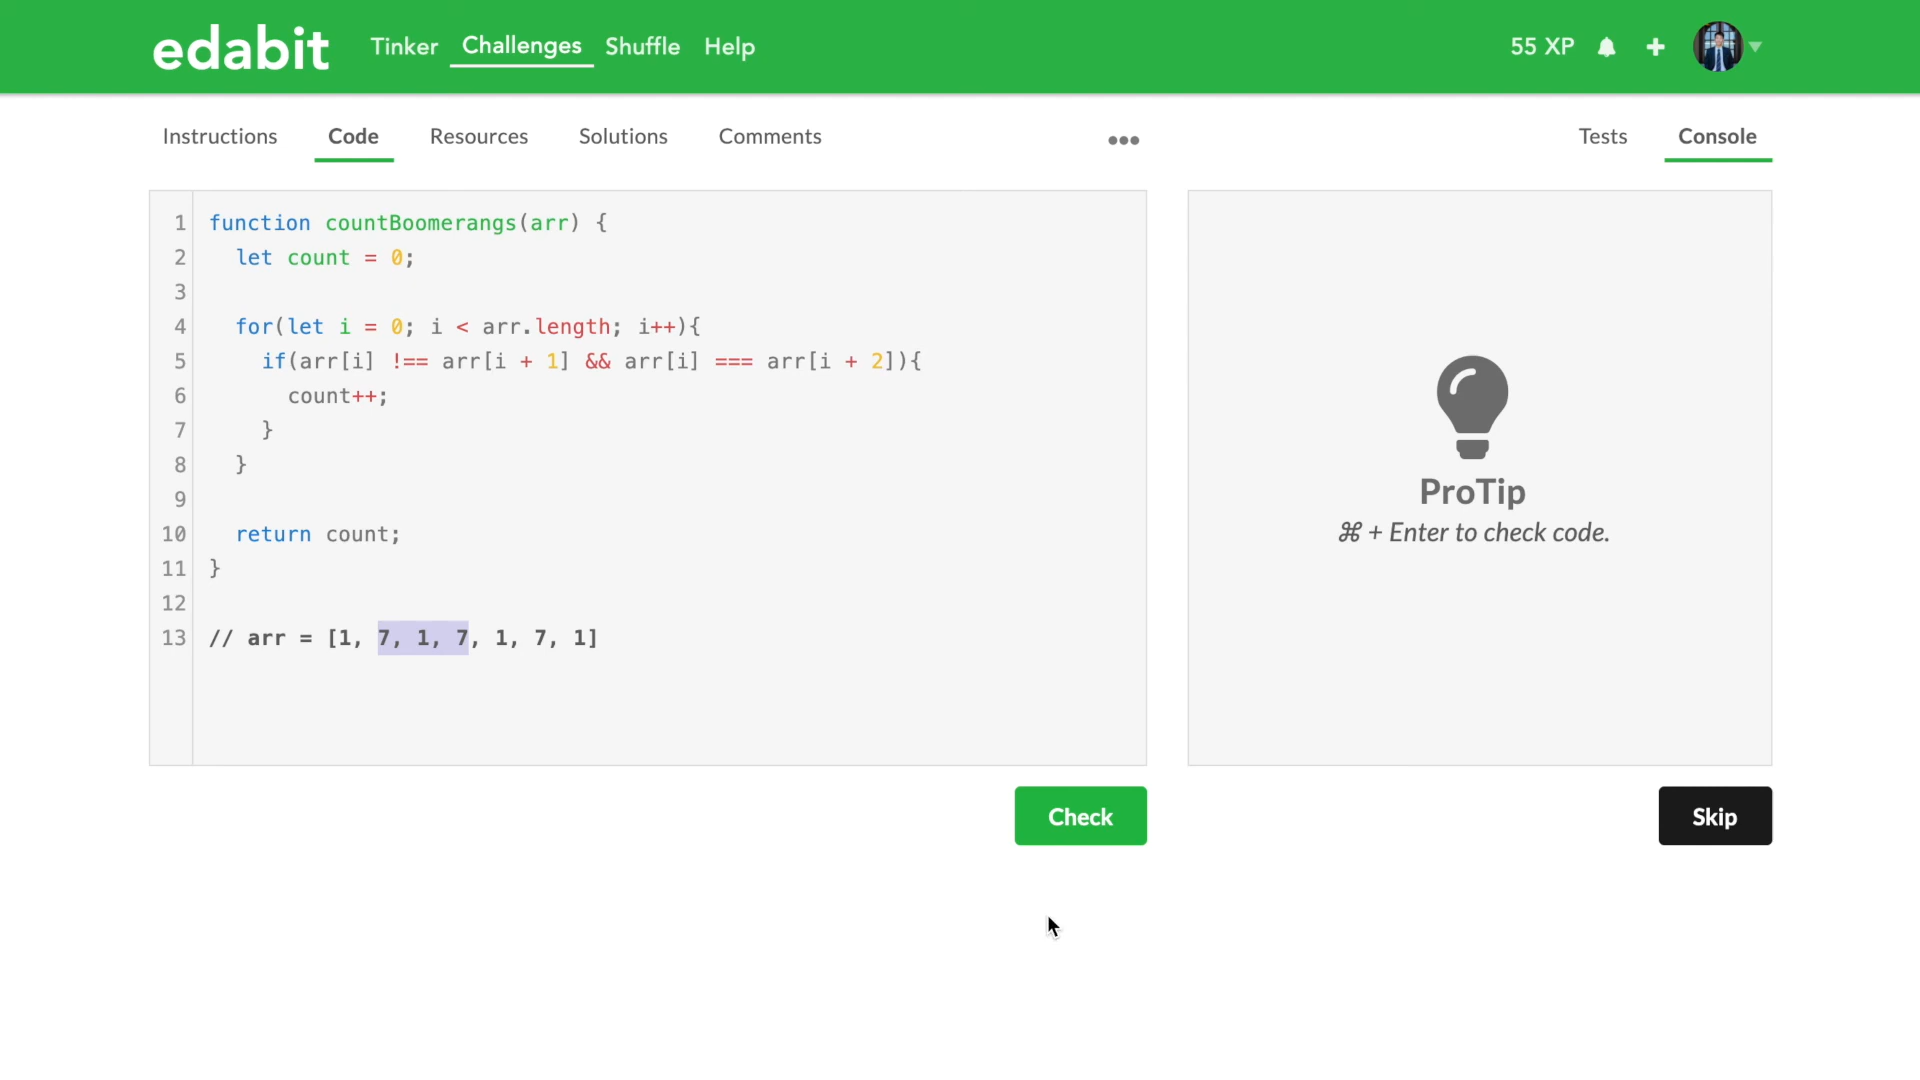 edabit Tinker Challenges Shuffle Help 55 XP
Instructions Code Resources Solutions Comments Tests Console
1 function countBoomerangs(arr) {
2 let count = 0;
3
4 for(let i = 0; i < arr.length; i++){
5 if(arr[i] !== arr[i + 1] && arr[i] === arr[i + 2]){
6 count++;
7 }
8 }
9
10 return count;
11 }
12
13 // arr = [1, 7, 1, 7, 1, 7, 1]
ProTip
⌘ + Enter to check code.
Check
Skip